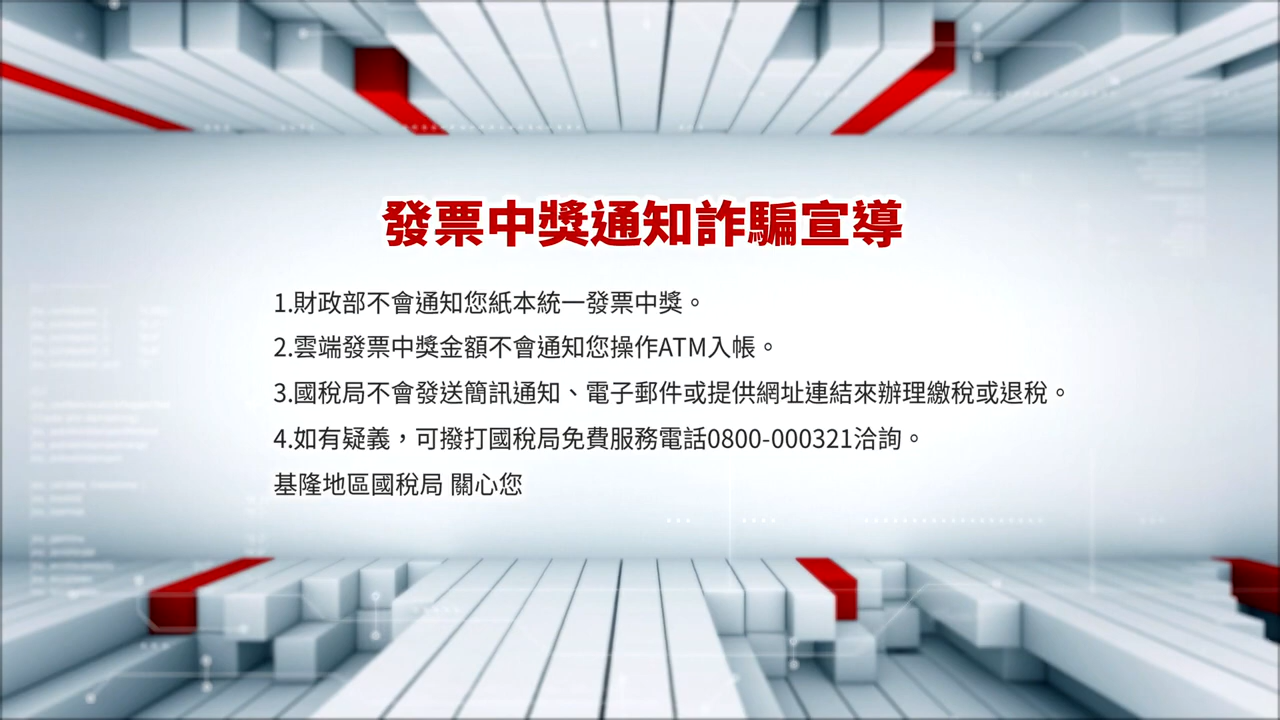 發票中獎通知詐騙宣導
1.財政部不會通知您紙本統一發票中獎。
2.雲端發票中獎金額不會通知您操作ATM入帳。
3.國稅局不會發送簡訊通知、電子郵件或提供網址連結來辦理繳稅或退稅。
4.如有疑義，可撥打國稅局免費服務電話0800-000321洽詢。
基隆地區國稅局 關心您